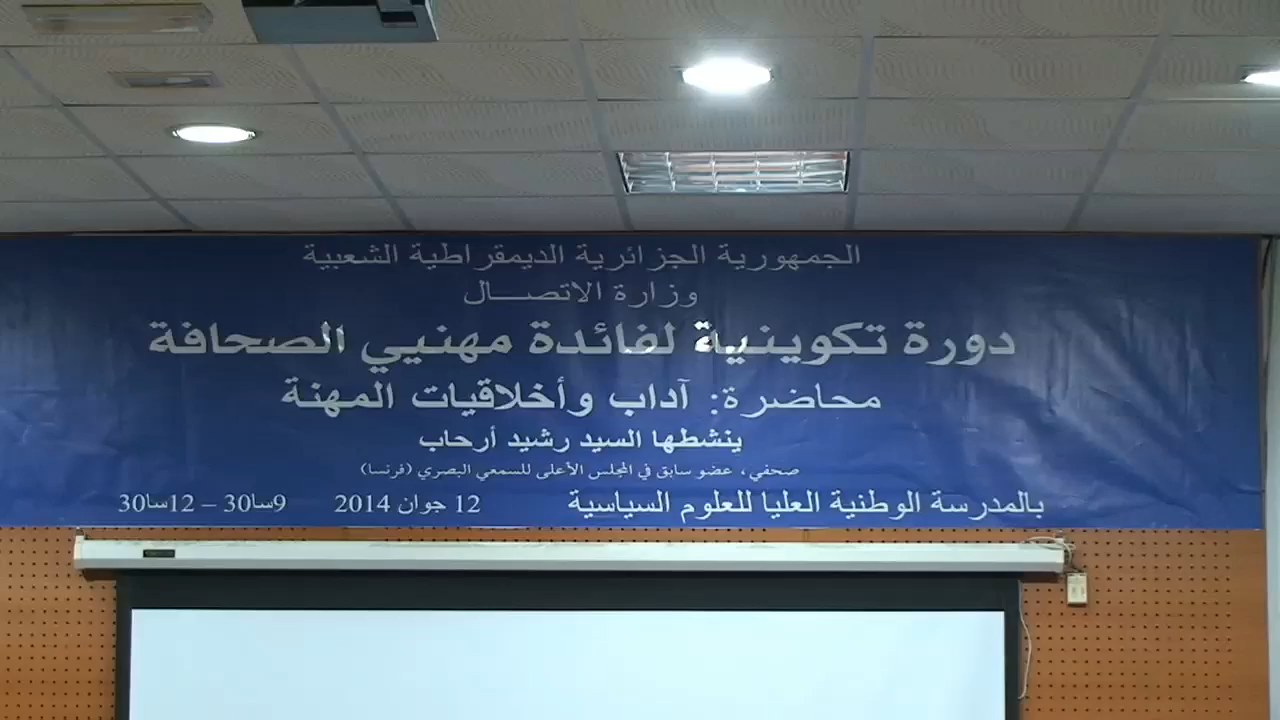 الجمهورية الجزائرية الديمقراطية الشعبية
وزارة الاتصـــال
دورة تكوينية لفائدة مهنيي الصحافة
محاضرة: آداب وأخلاقيات المهنة
ينشطها السيد رشيد أرحاب
صحفي، عضو سابق في المجلس الأعلى للسمعي البصري (فرنسا)
بالمدرسة الوطنية العليا للعلوم السياسية 12 جوان 2014 9سا30 – 12سا30